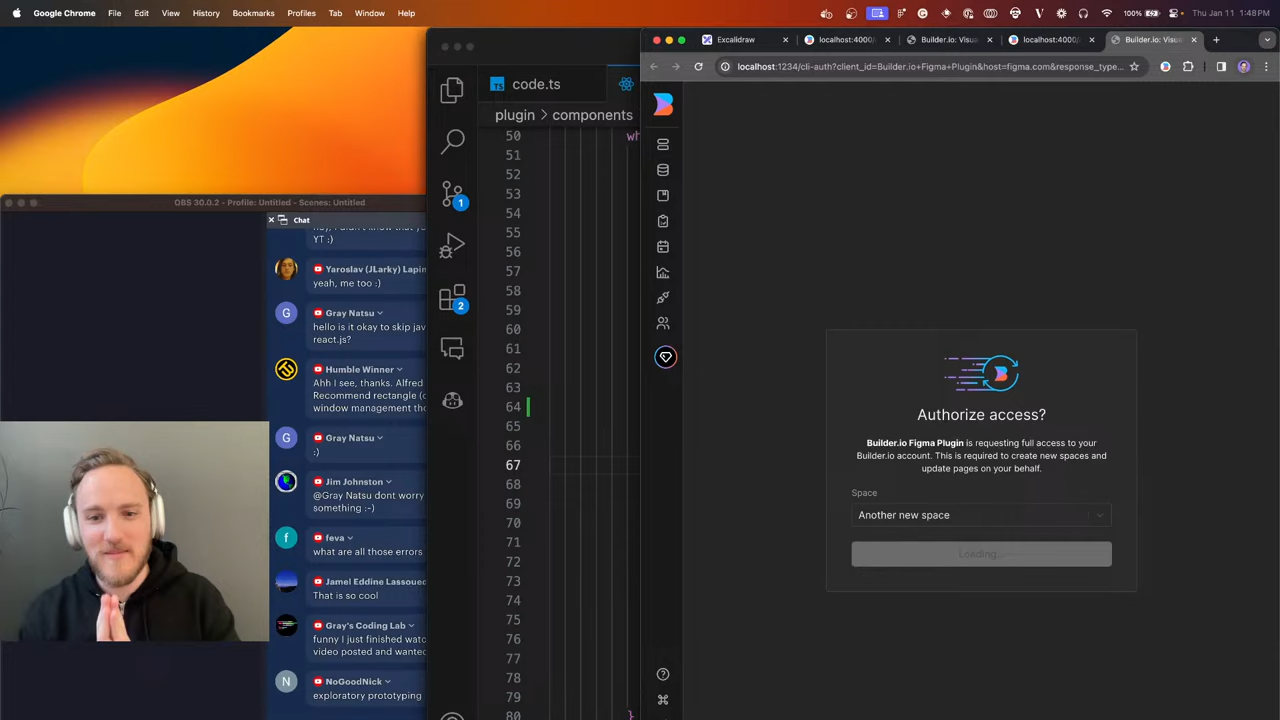 Google Chrome File Edit View History Bookmarks Profiles Tab Window Help
100% Thu Jan 11 1:48PM
OBS 30.0.2 - Profile: Untitled - Scenes: Untitled
Chat
YT :)
Yaroslav (JLarky) Lapin
yeah, me too :)
G
Gray Natsu
hello is it okay to skip jav
react.js?
Humble Winner
Ahh I see, thanks. Alfred
Recommend rectangle (
window management tho
G
Gray Natsu
:)
Jim Johnston
@Gray Natsu dont worry
something :-)
f
feva
what are all those errors
Jamel Eddine Lassoued
That is so cool
Gray's Coding Lab
funny I just finished watc
video posted and wanted
N
NoGoodNick
exploratory prototyping
1
2
TS code.ts
plugin > components
50 wh
51
52
53
54
55
56
57
58
59
60
61
62
63
64
65
66
67
68
69
70
71
72
73
74
75
76
77
78
79
80 }
Excalidraw
localhost:4000/
Builder.io: Visua
localhost:4000/
Builder.io: Visua
localhost:1234/cli-auth?client_id=Builder.io+Figma+Plugin&host=figma.com&response_type...
Authorize access?
Builder.io Figma Plugin is requesting full access to your
Builder.io account. This is required to create new spaces and
update pages on your behalf.
Space
Another new space
Loading...